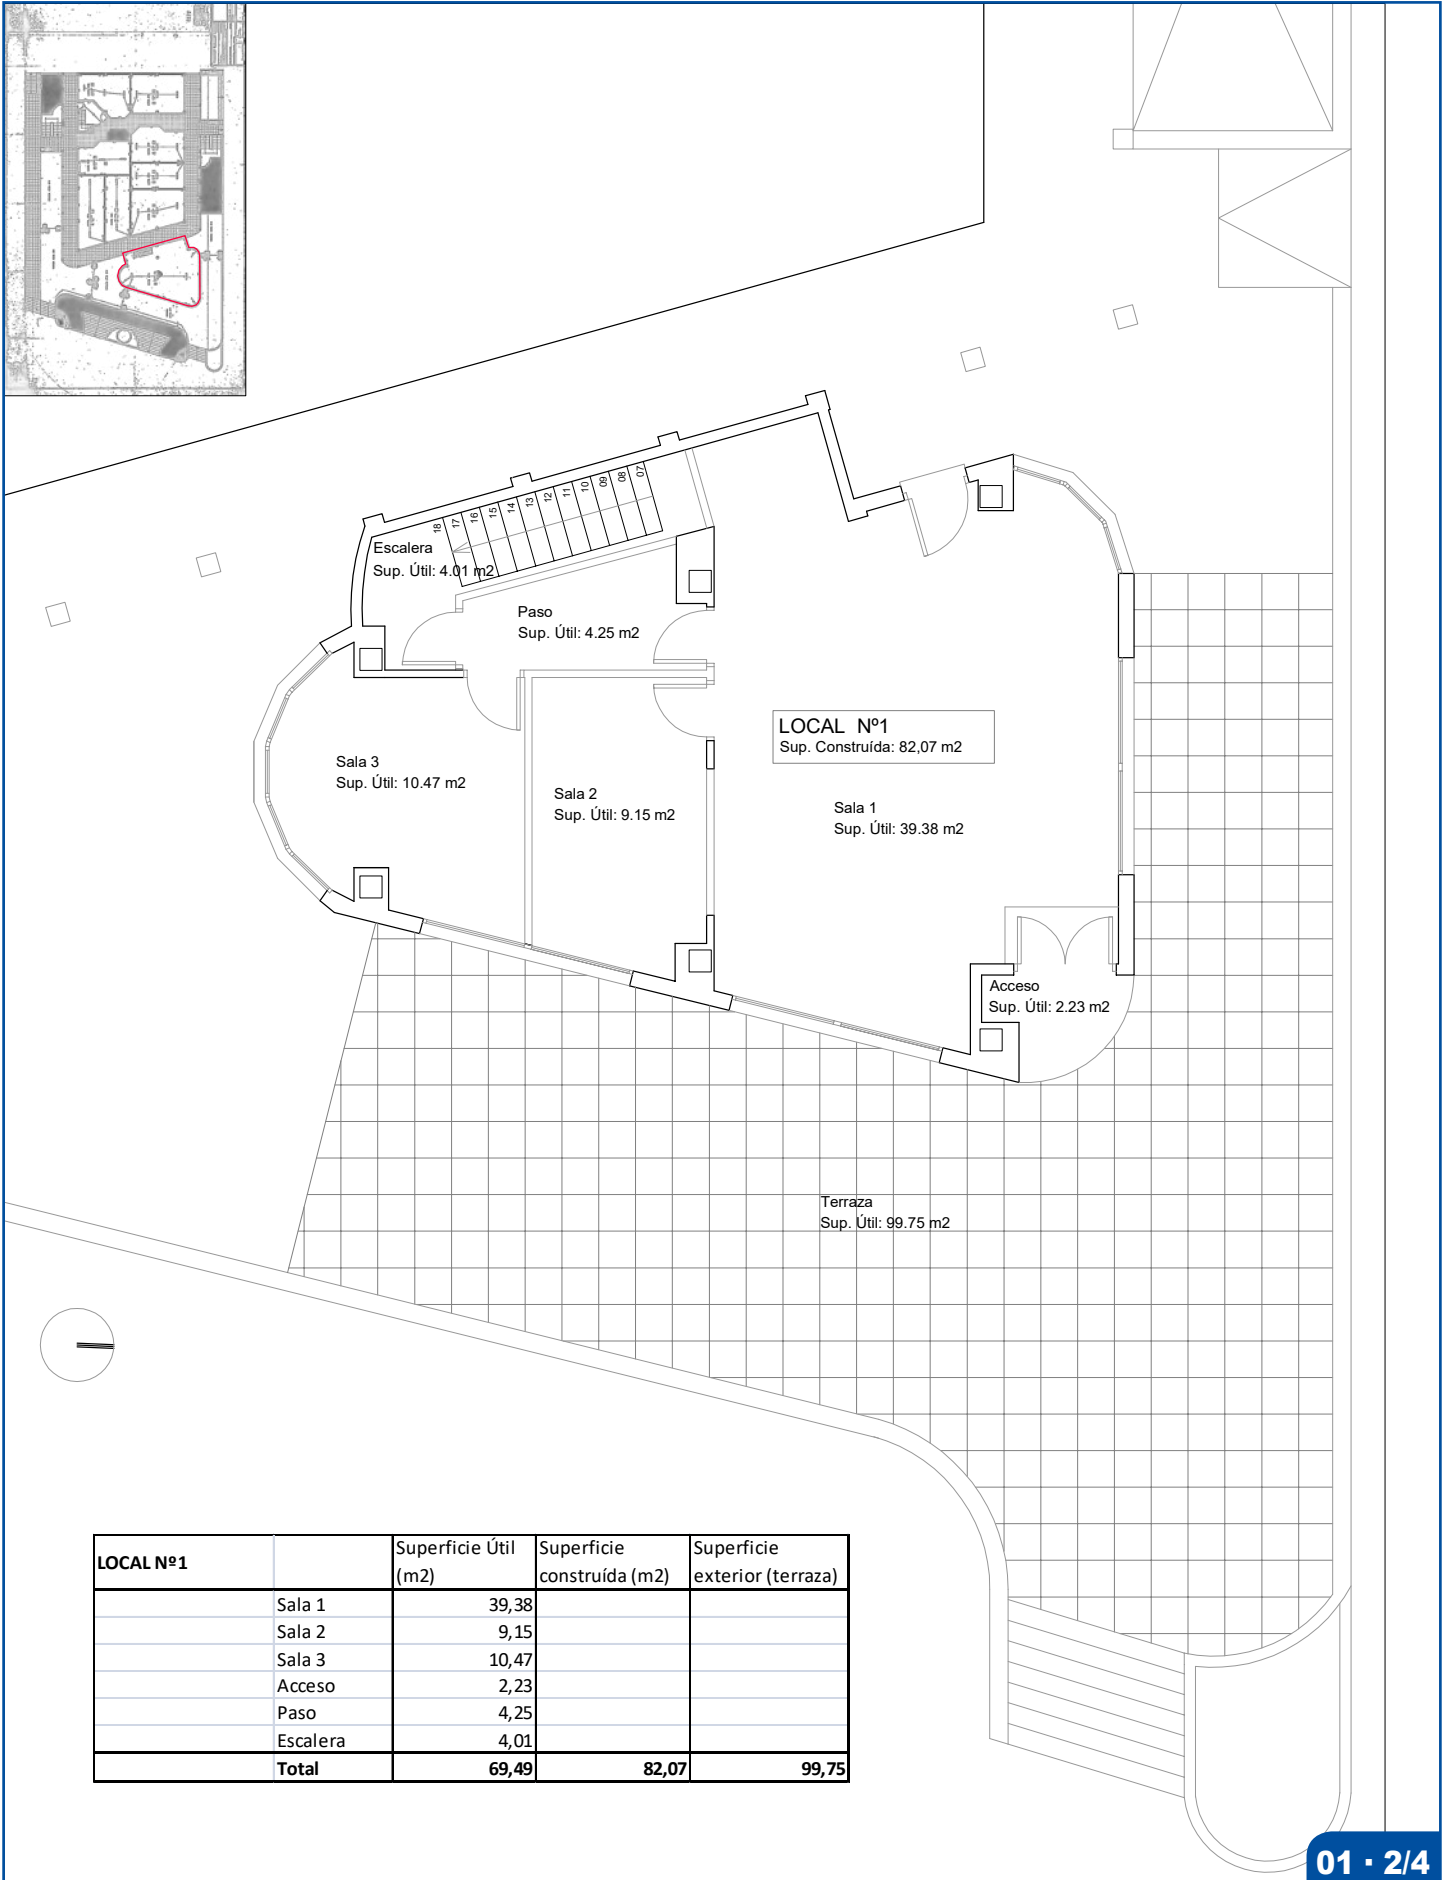 18
17
16
15
14
13
12
11
10
09
08
07
Escalera
Sup. Útil: 4.01 m2
Paso
Sup. Útil: 4.25 m2
LOCAL Nº1
Sup. Construída: 82,07 m2
Sala 3
Sup. Útil: 10.47 m2
Sala 2
Sup. Útil: 9.15 m2
Sala 1
Sup. Útil: 39.38 m2
Acceso
Sup. Útil: 2.23 m2
Terraza
Sup. Útil: 99.75 m2
LOCAL Nº1 Superficie Útil (m2) Superficie construída (m2) Superficie exterior (terraza)
Sala 1 39,38
Sala 2 9,15
Sala 3 10,47
Acceso 2,23
Paso 4,25
Escalera 4,01
Total 69,49 82,07 99,75
01 · 2/4